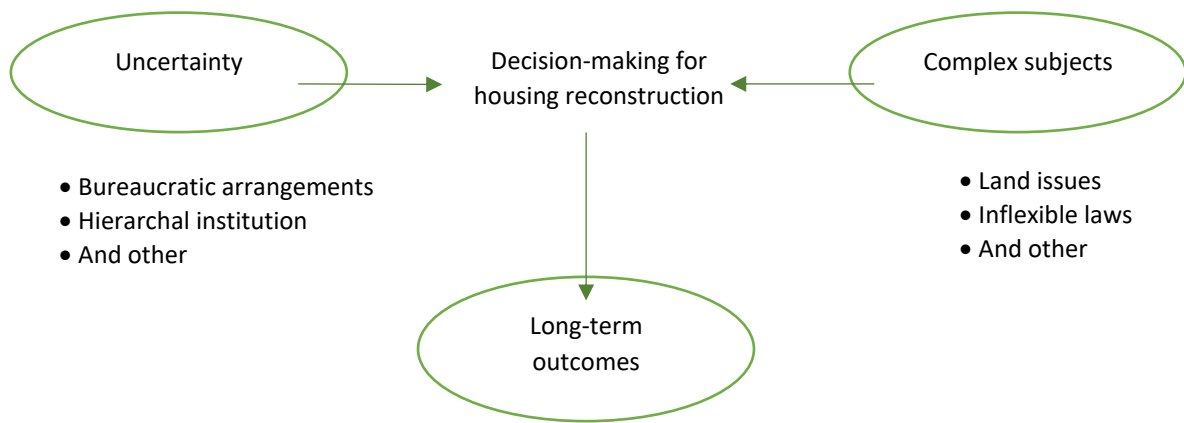 Uncertainty
Decision-making for
housing reconstruction
Complex subjects
• Bureaucratic arrangements
• Hierarchal institution
• And other
• Land issues
• Inflexible laws
• And other
Long-term
outcomes